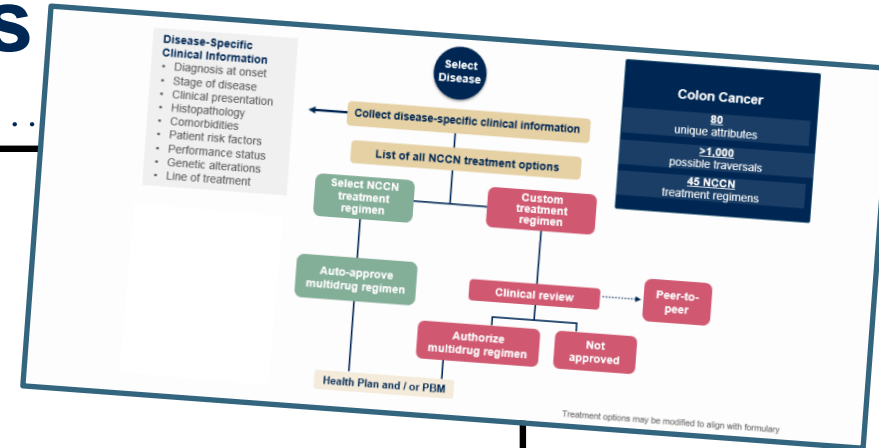 s
Disease-Specific
Clinical Information
• Diagnosis at onset
• Stage of disease
• Clinical presentation
• Histopathology
• Comorbidities
• Patient risk factors
• Performance status
• Genetic alterations
• Line of treatment
Select
Disease
Collect disease-specific clinical information
List of all NCCN treatment options
Select NCCN
treatment
regimen
Custom
treatment
regimen
Auto-approve
multidrug regimen
Clinical review
Peer-to-
peer
Authorize
multidrug regimen
Not
approved
Health Plan and / or PBM
Colon Cancer
80
unique attributes
>1,000
possible traversals
45 NCCN
treatment regimens
Treatment options may be modified to align with formulary